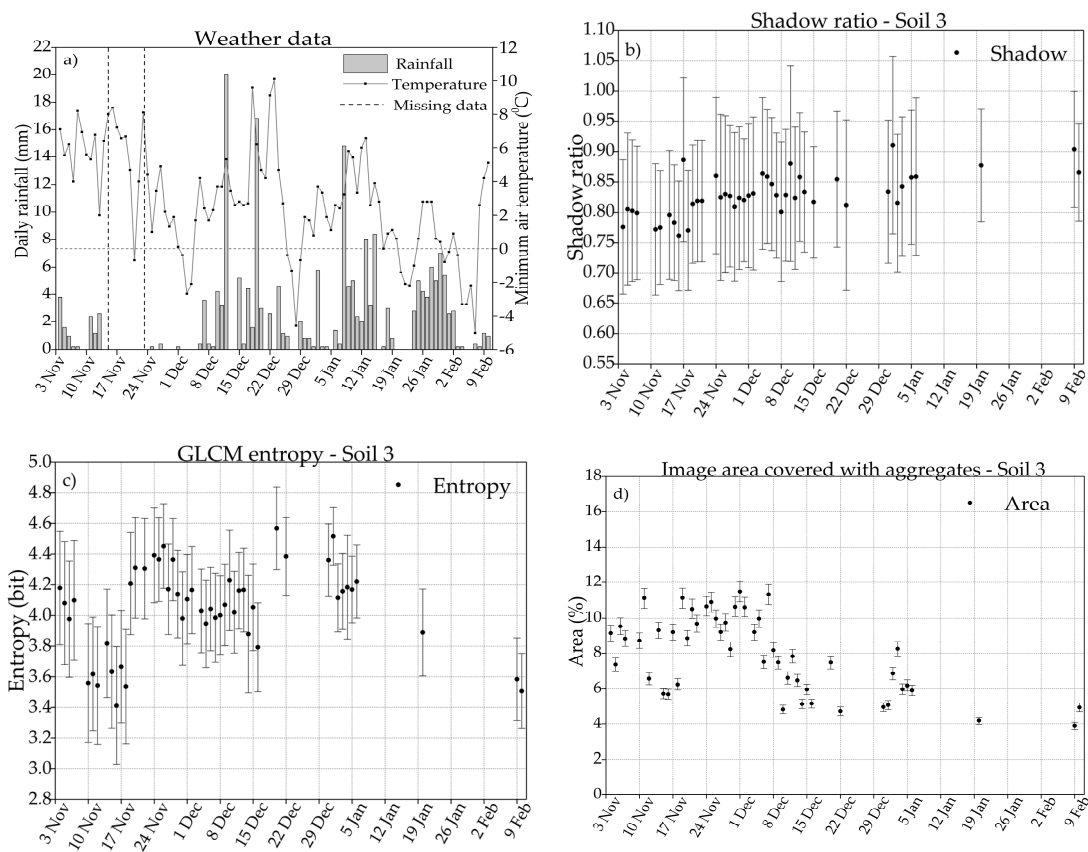 Weather data
a)
Rainfall
Temperature
Missing data
Daily rainfall (mm)
22
20
18
16
14
12
10
8
6
4
2
0
Minimum air temperature (⁰C)
12
10
8
6
4
2
0
-2
-4
-6
3 Nov
10 Nov
17 Nov
24 Nov
1 Dec
8 Dec
15 Dec
22 Dec
29 Dec
5 Jan
12 Jan
19 Jan
26 Jan
2 Feb
9 Feb
Shadow ratio - Soil 3
b)
Shadow
Shadow ratio
1.10
1.05
1.00
0.95
0.90
0.85
0.80
0.75
0.70
0.65
0.60
0.55
3 Nov
10 Nov
17 Nov
24 Nov
1 Dec
8 Dec
15 Dec
22 Dec
29 Dec
5 Jan
12 Jan
19 Jan
26 Jan
2 Feb
9 Feb
GLCM entropy - Soil 3
c)
Entropy
Entropy (bit)
5.0
4.8
4.6
4.4
4.2
4.0
3.8
3.6
3.4
3.2
3.0
2.8
3 Nov
10 Nov
17 Nov
24 Nov
1 Dec
8 Dec
15 Dec
22 Dec
29 Dec
5 Jan
12 Jan
19 Jan
26 Jan
2 Feb
9 Feb
Image area covered with aggregates - Soil 3
d)
Area
Area (%)
18
16
14
12
10
8
6
4
2
0
3 Nov
10 Nov
17 Nov
24 Nov
1 Dec
8 Dec
15 Dec
22 Dec
29 Dec
5 Jan
12 Jan
19 Jan
26 Jan
2 Feb
9 Feb